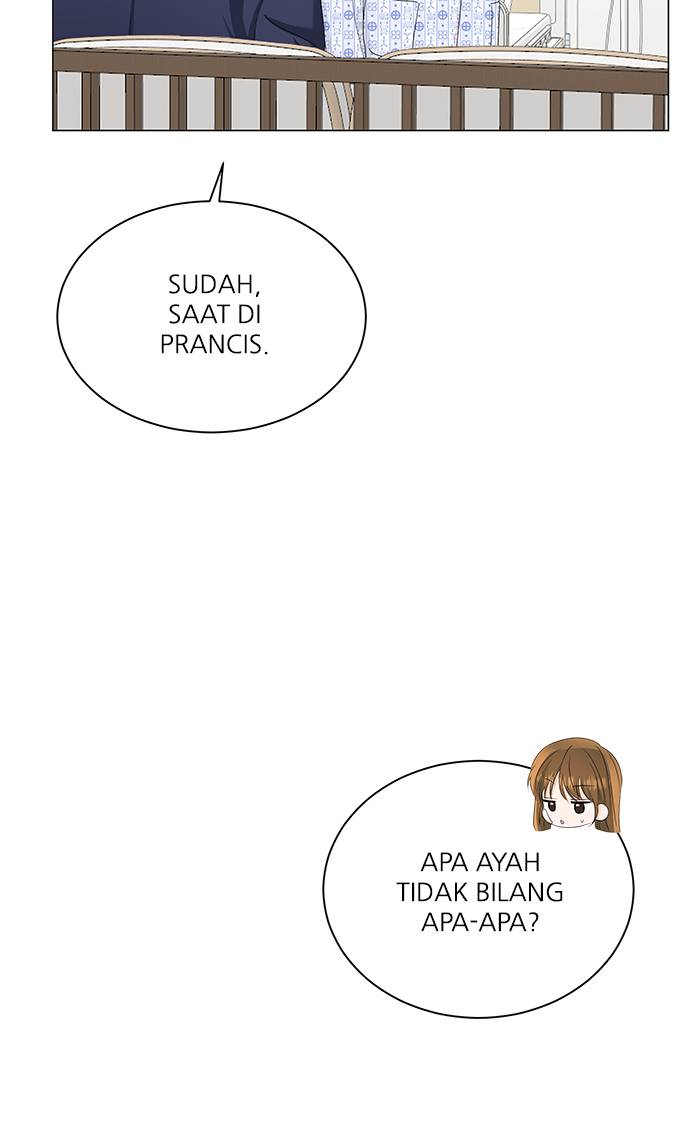 SUDAH,
SAAT DI
PRANCIS.
APA AYAH
TIDAK BILANG
APA-APA?